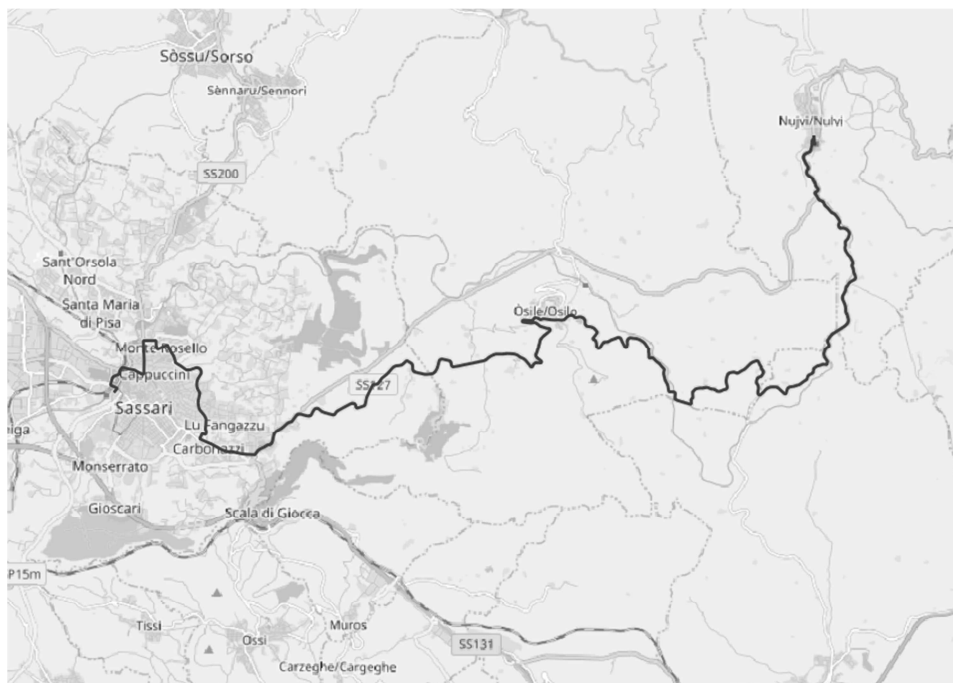 Sòssu/Sorso
Sènnaru/Sennori
Nujvi/Nulvi
SS200
Sant'Orsola
Nord
Santa Maria
di Pisa
Òsile/Osilo
Monte Rosello
Cappuccini
Sassari
Lu Fangazzu
Carbonazzi
Monserrato
Gioscari
Scala di Giocca
P15m
Tissi
Ossi
Muros
SS131
Carzeghe/Cargeghe